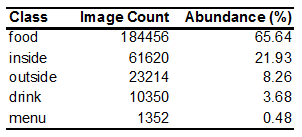 Class Image Count Abundance (%)
food 184456 65.64
inside 61620 21.93
outside 23214 8.26
drink 10350 3.68
menu 1352 0.48